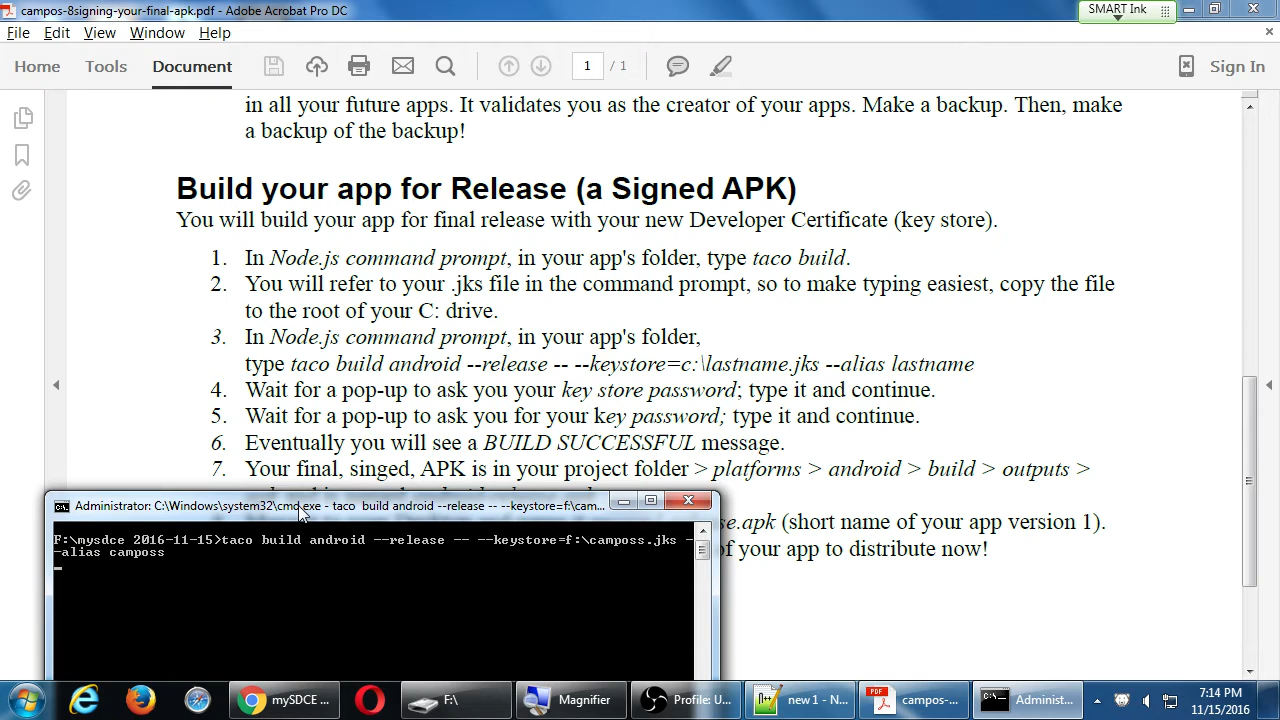 campos-8signing-your-final-apk.pdf - Adobe Acrobat Pro DC
SMART Ink
File Edit View Window Help
Home Tools Document 1 / 1 Sign In
in all your future apps. It validates you as the creator of your apps. Make a backup. Then, make
a backup of the backup!
Build your app for Release (a Signed APK)
You will build your app for final release with your new Developer Certificate (key store).
1. In Node.js command prompt, in your app's folder, type taco build.
2. You will refer to your .jks file in the command prompt, so to make typing easiest, copy the file
to the root of your C: drive.
3. In Node.js command prompt, in your app's folder,
type taco build android --release -- --keystore=c:\lastname.jks --alias lastname
4. Wait for a pop-up to ask you your key store password; type it and continue.
5. Wait for a pop-up to ask you for your key password; type it and continue.
6. Eventually you will see a BUILD SUCCESSFUL message.
7. Your final, singed, APK is in your project folder > platforms > android > build > outputs >
Administrator: C:\Windows\system32\cmd.exe - taco build android --release -- --keystore=f:\cam...
ease.apk (short name of your app version 1).
of your app to distribute now!
F:\mysdce 2016-11-15>taco build android --release -- --keystore=f:\camposs.jks -
-alias camposs
mySDCE ... F:\ Magnifier Profile: U... new 1 - N... campos-... Administ... 7:14 PM
11/15/2016